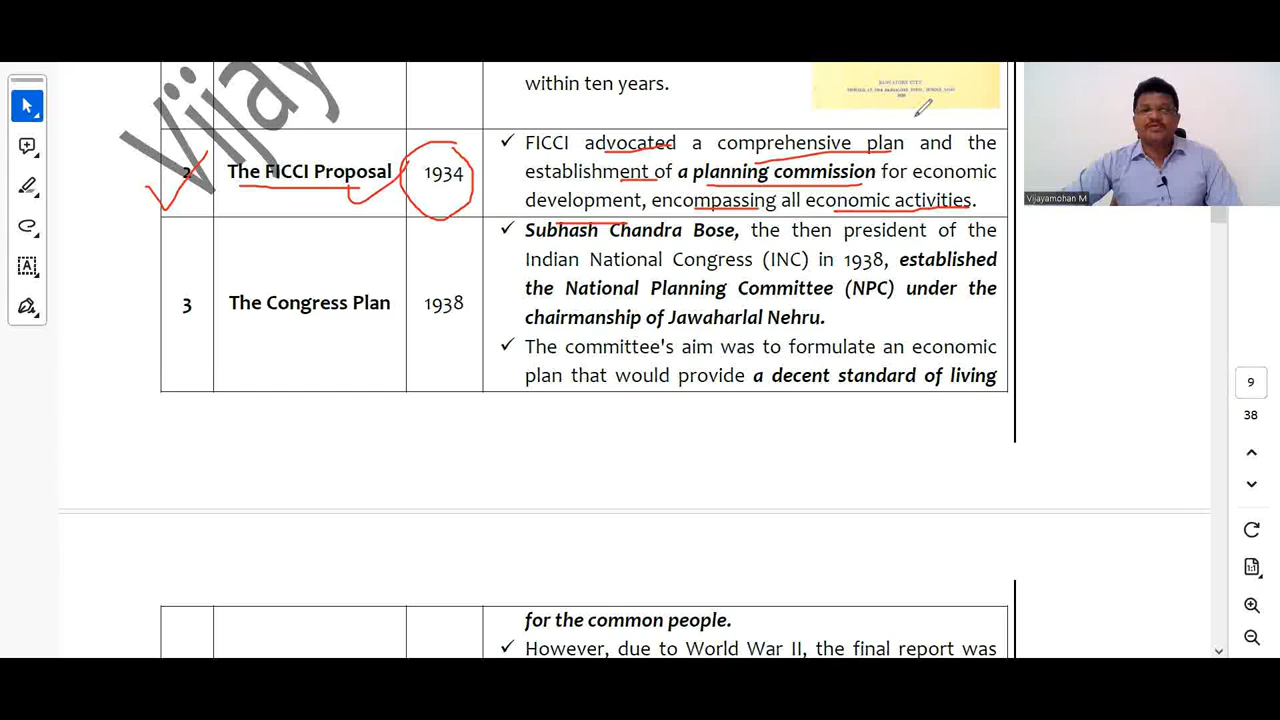 within ten years.
2
The FICCI Proposal
1934
✓ FICCI advocated a comprehensive plan and the
establishment of a planning commission for economic
development, encompassing all economic activities.
3
The Congress Plan
1938
✓ Subhash Chandra Bose, the then president of the
Indian National Congress (INC) in 1938, established
the National Planning Committee (NPC) under the
chairmanship of Jawaharlal Nehru.
✓ The committee's aim was to formulate an economic
plan that would provide a decent standard of living
for the common people.
✓ However, due to World War II, the final report was
Vijay
Vijayamohan M
9
38
1:1